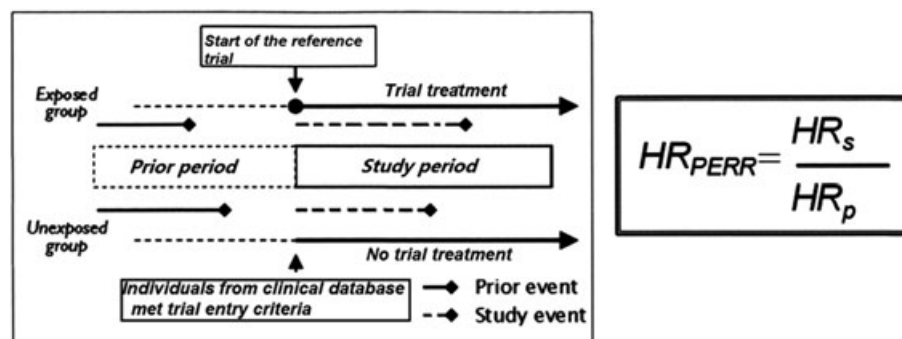 Start of the reference
trial
Exposed
group
Trial treatment
Prior period
Study period
Unexposed
group
No trial treatment
Individuals from clinical database
met trial entry criteria
Prior event
Study event
HR_PERR = HR_s / HR_p